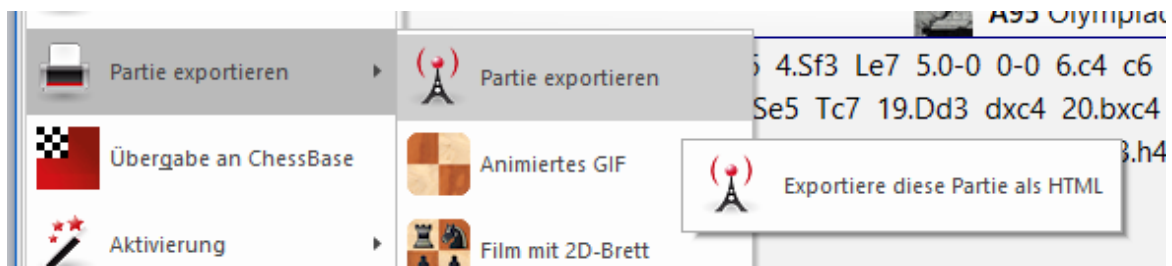 A95 Olympiad
Partie exportieren
Partie exportieren
4.Sf3 Le7 5.0-0 0-0 6.c4 c6
Übergabe an ChessBase
Animiertes GIF
Se5 Tc7 19.Dd3 dxc4 20.bxc4
Exportiere diese Partie als HTML
.h4
Aktivierung
Film mit 2D-Brett